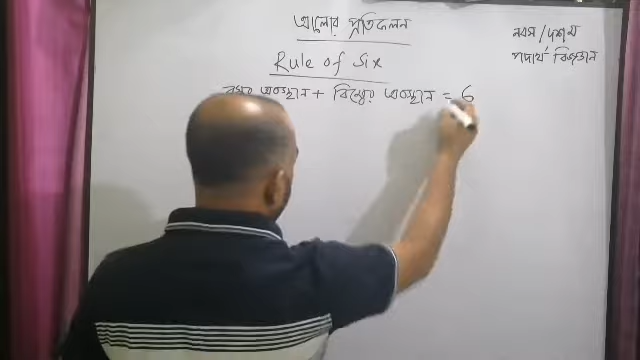 আলোর প্রতিফলন
নবম/দশম
পদার্থ বিজ্ঞান
Rule of Six
বস্তুর অবস্থান + বিম্বের অবস্থান = 6